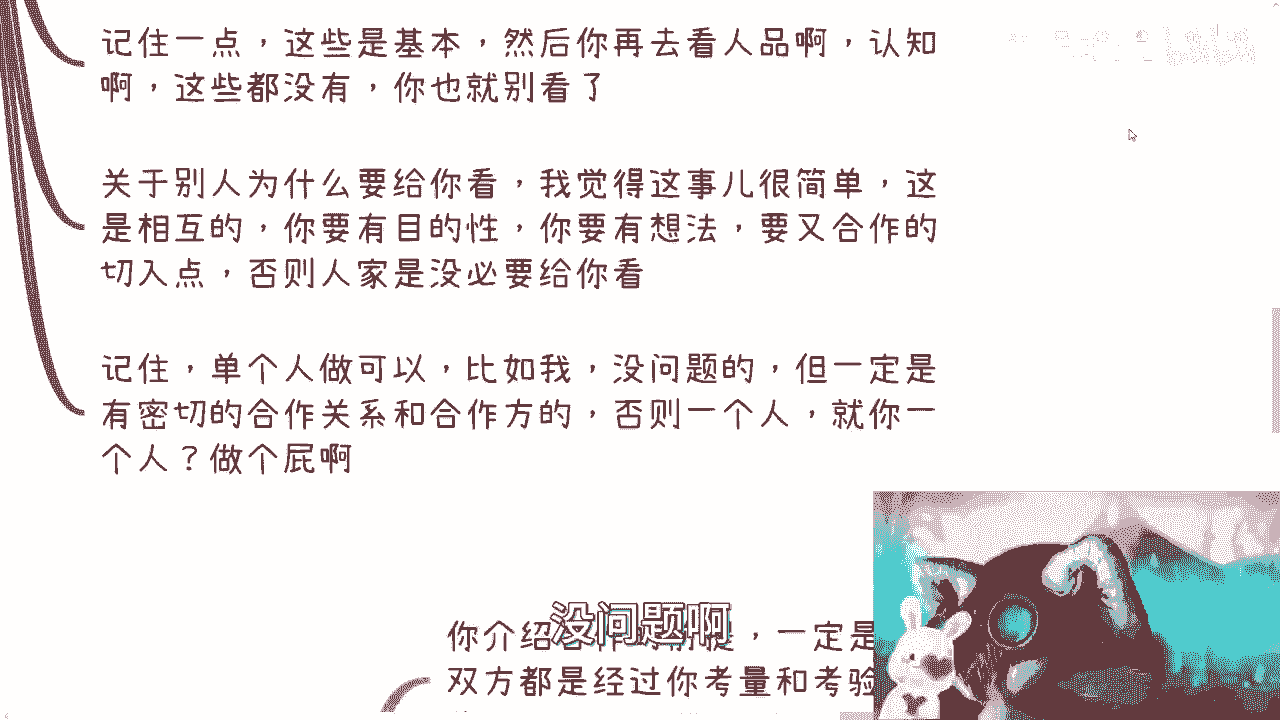 记住一点，这些是基本，然后你再去看人品啊，认知
啊，这些都没有，你也就别看了
关于别人为什么要给你看，我觉得这事儿很简单，这
是相互的，你要有目的性，你要有想法，要又合作的
切入点，否则人家是没必要给你看
记住，单个人做可以，比如我，没问题的，但一定是
有密切的合作关系和合作方的，否则一个人，就你一
个人？做个屁啊
没问题啊
你介绍，一定是
双方都是经过你考量和考验